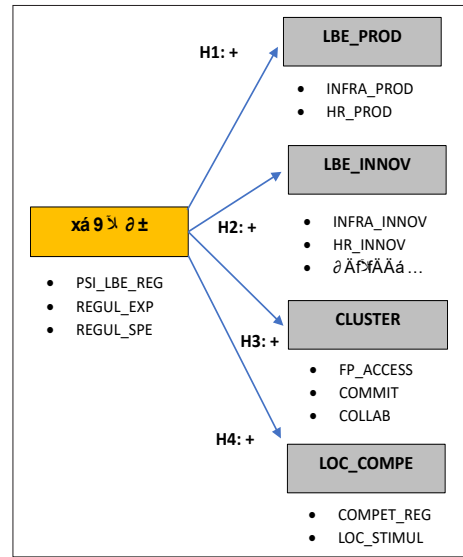 LBE_PROD
H1: +
• INFRA_PROD
• HR_PROD
LBE_INNOV
H2: +
• INFRA_INNOV
• HR_INNOV
• PSI_LBE_REG
• REGUL_EXP
• REGUL_SPE
CLUSTER
H3: +
• FP_ACCESS
• COMMIT
• COLLAB
H4: +
LOC_COMPE
• COMPET_REG
• LOC_STIMUL